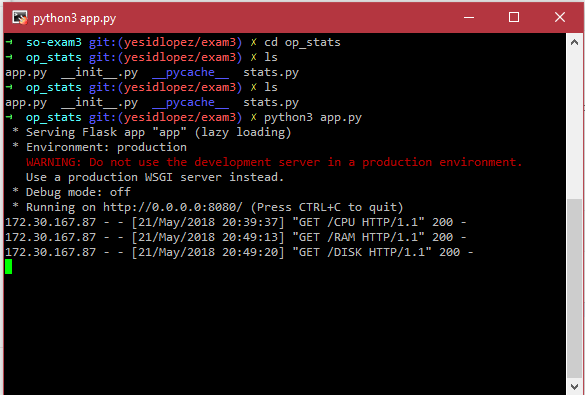 python3 app.py
➜ so-exam3 git:(yesidlopez/exam3) ✗ cd op_stats
➜ op_stats git:(yesidlopez/exam3) ✗ ls
app.py __init__.py __pycache__ stats.py
➜ op_stats git:(yesidlopez/exam3) ✗ ls
app.py __init__.py __pycache__ stats.py
➜ op_stats git:(yesidlopez/exam3) ✗ python3 app.py
* Serving Flask app "app" (lazy loading)
* Environment: production
WARNING: Do not use the development server in a production environment.
Use a production WSGI server instead.
* Debug mode: off
* Running on http://0.0.0.0:8080/ (Press CTRL+C to quit)
172.30.167.87 - - [21/May/2018 20:39:37] "GET /CPU HTTP/1.1" 200 -
172.30.167.87 - - [21/May/2018 20:49:13] "GET /RAM HTTP/1.1" 200 -
172.30.167.87 - - [21/May/2018 20:49:20] "GET /DISK HTTP/1.1" 200 -